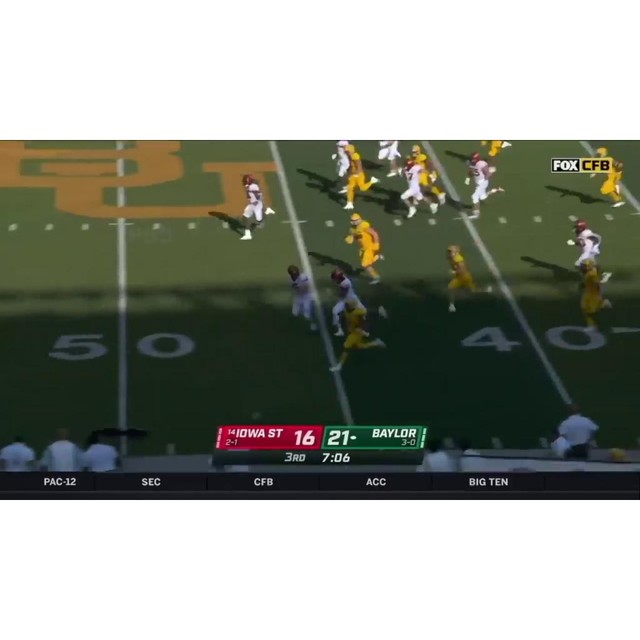 FOX CFB
BU
50
40
14 IOWA ST 16 21 BAYLOR
2-1 3-0
3RD 7:06
PAC-12 SEC CFB ACC BIG TEN